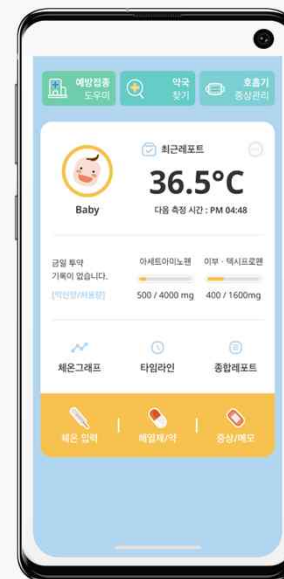 예방접종
도우미
약국
찾기
호흡기
증상관리
최근레포트
36.5°C
Baby
다음 측정 시간 : PM 04:48
금일 투약
기록이 없습니다.
아세트아미노펜
이부 · 덱시프로펜
500 / 4000 mg
400 / 1600mg
체온그래프
타임라인
종합레포트
체온 입력
해열제/약
증상/메모